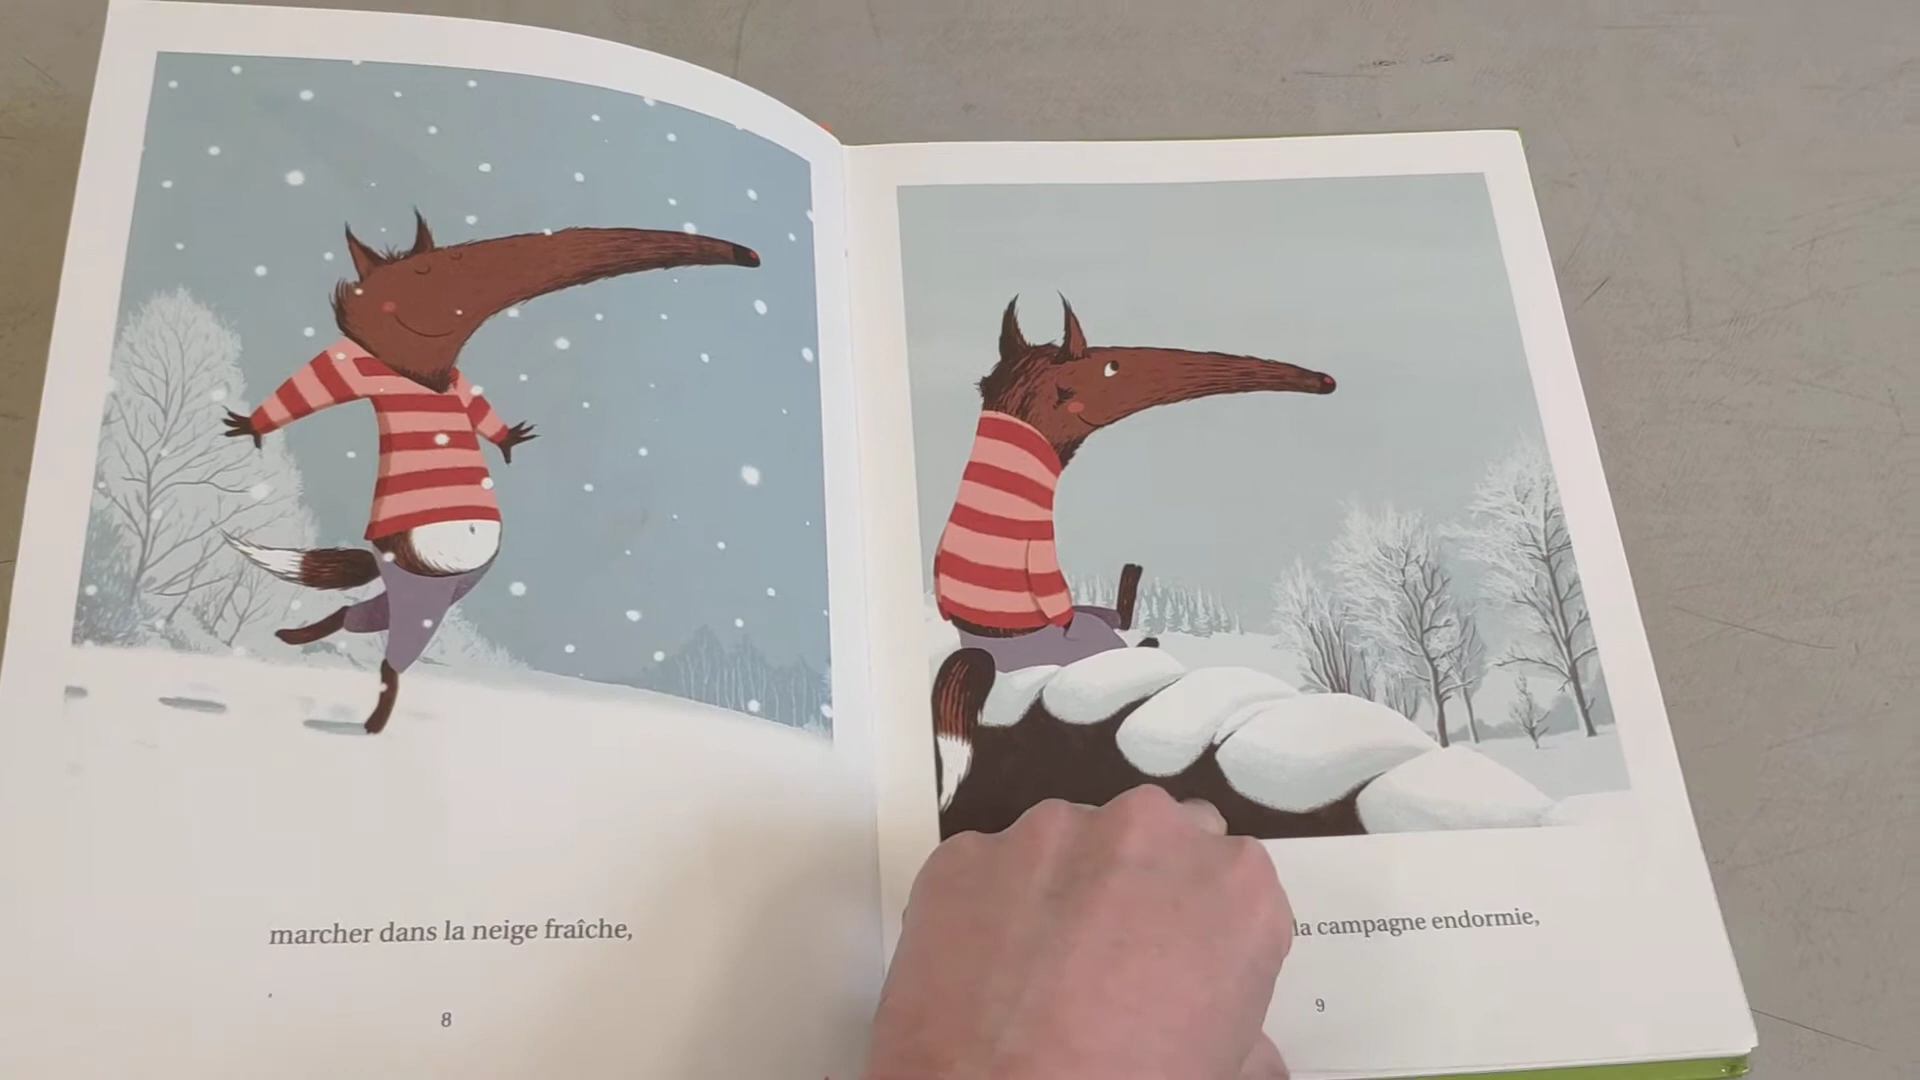 marcher dans la neige fraîche,
8
la campagne endormie,
9